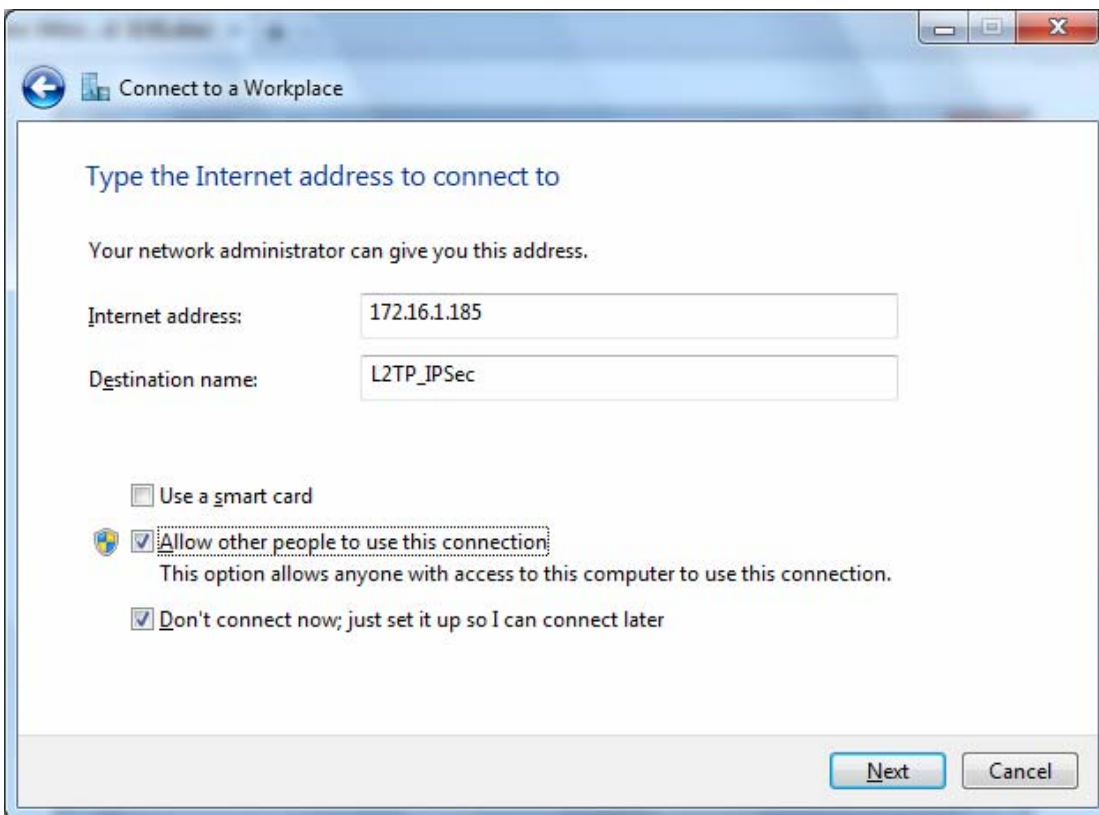 Connect to a Workplace
Type the Internet address to connect to
Your network administrator can give you this address.
Internet address: 172.16.1.185
Destination name: L2TP_IPSec
Use a smart card
Allow other people to use this connection
This option allows anyone with access to this computer to use this connection.
Don't connect now; just set it up so I can connect later
Next Cancel